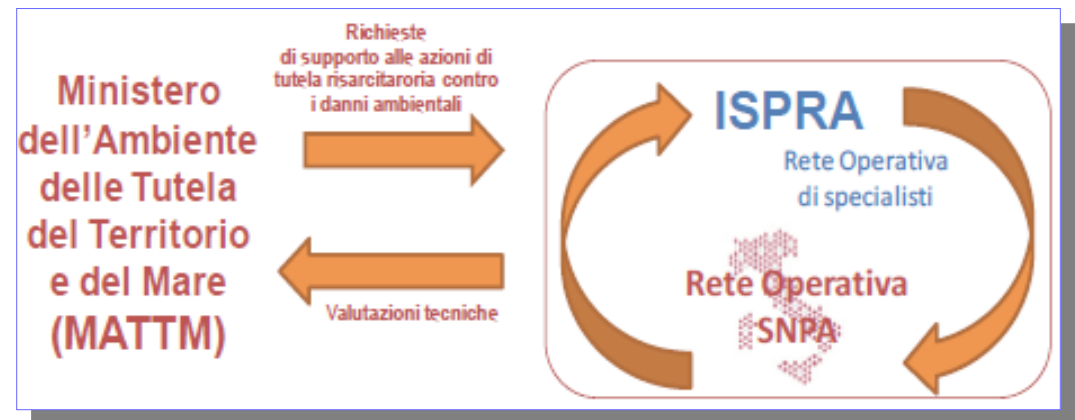 Ministero
dell'Ambiente
delle Tutela
del Territorio
e del Mare
(MATTM)
Richieste
di supporto alle azioni di
tutela risarcitaroria contro
i danni ambientali
Valutazioni tecniche
ISPRA
Rete Operativa
di specialisti
Rete Operativa
SNPA